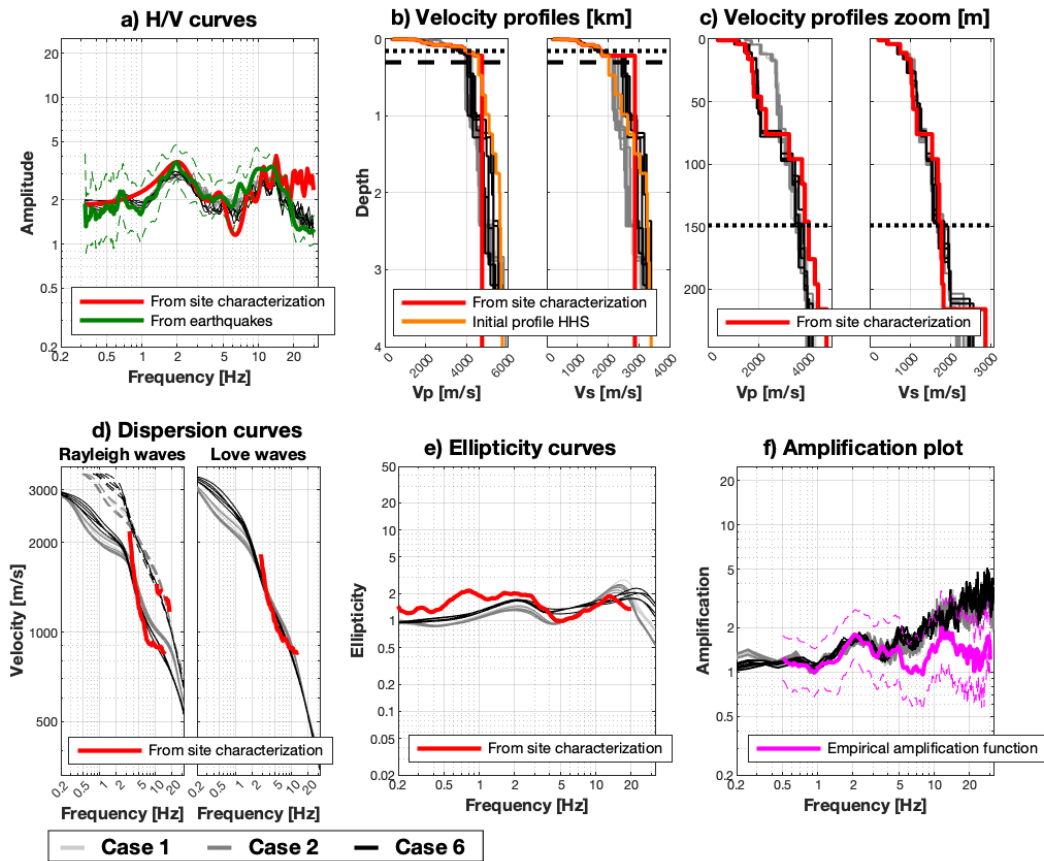 a) H/V curves
Amplitude
20
10
5
2
1
0.5
0.2
0.2 0.5 1 2 5 10 20
Frequency [Hz]
From site characterization
From earthquakes
b) Velocity profiles [km]
Depth
0
1
2
3
4
0 2000 4000 6000
Vp [m/s]
0 1000 2000 3000 4000
Vs [m/s]
From site characterization
Initial profile HHS
c) Velocity profiles zoom [m]
0
50
100
150
200
0 2000 4000
Vp [m/s]
0 1000 2000 3000
Vs [m/s]
From site characterization
d) Dispersion curves
Rayleigh waves Love waves
Velocity [m/s]
3000
2000
1000
500
0.2 0.5 1 2 5 10 20
0.2 0.5 1 2 5 10 20
Frequency [Hz] Frequency [Hz]
From site characterization
e) Ellipticity curves
Ellipticity
50
20
10
5
2
1
0.5
0.2
0.1
0.05
0.02
0.2 0.5 1 2 5 10 20
Frequency [Hz]
From site characterization
f) Amplification plot
Amplification
20
10
5
2
1
0.5
0.2
0.2 0.5 1 2 5 10 20
Frequency [Hz]
Empirical amplification function
Case 1 Case 2 Case 6